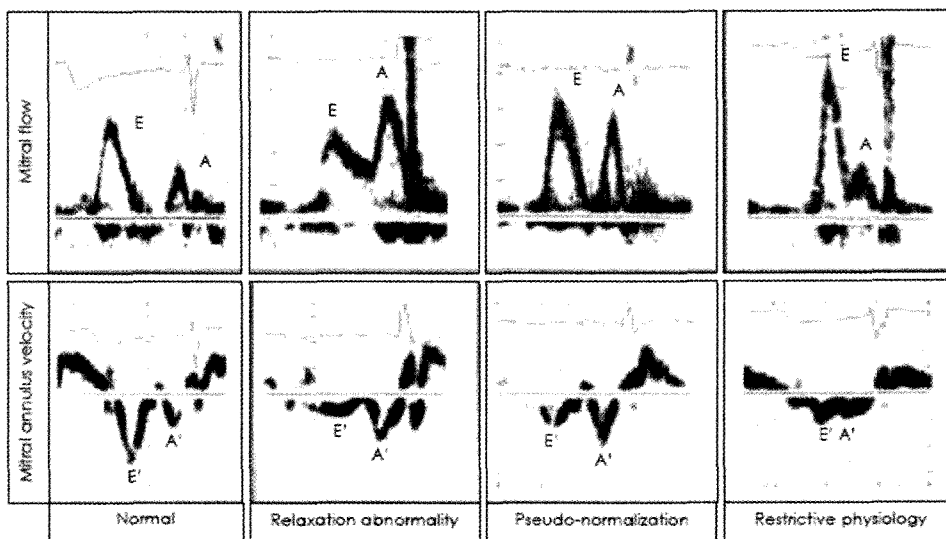 Mitral flow
E
A
E
A
E
A
E
A
Mitral annulus velocity
E'
A'
E'
A'
E'
A'
E' A'
Normal
Relaxation abnormality
Pseudo-normalization
Restrictive physiology